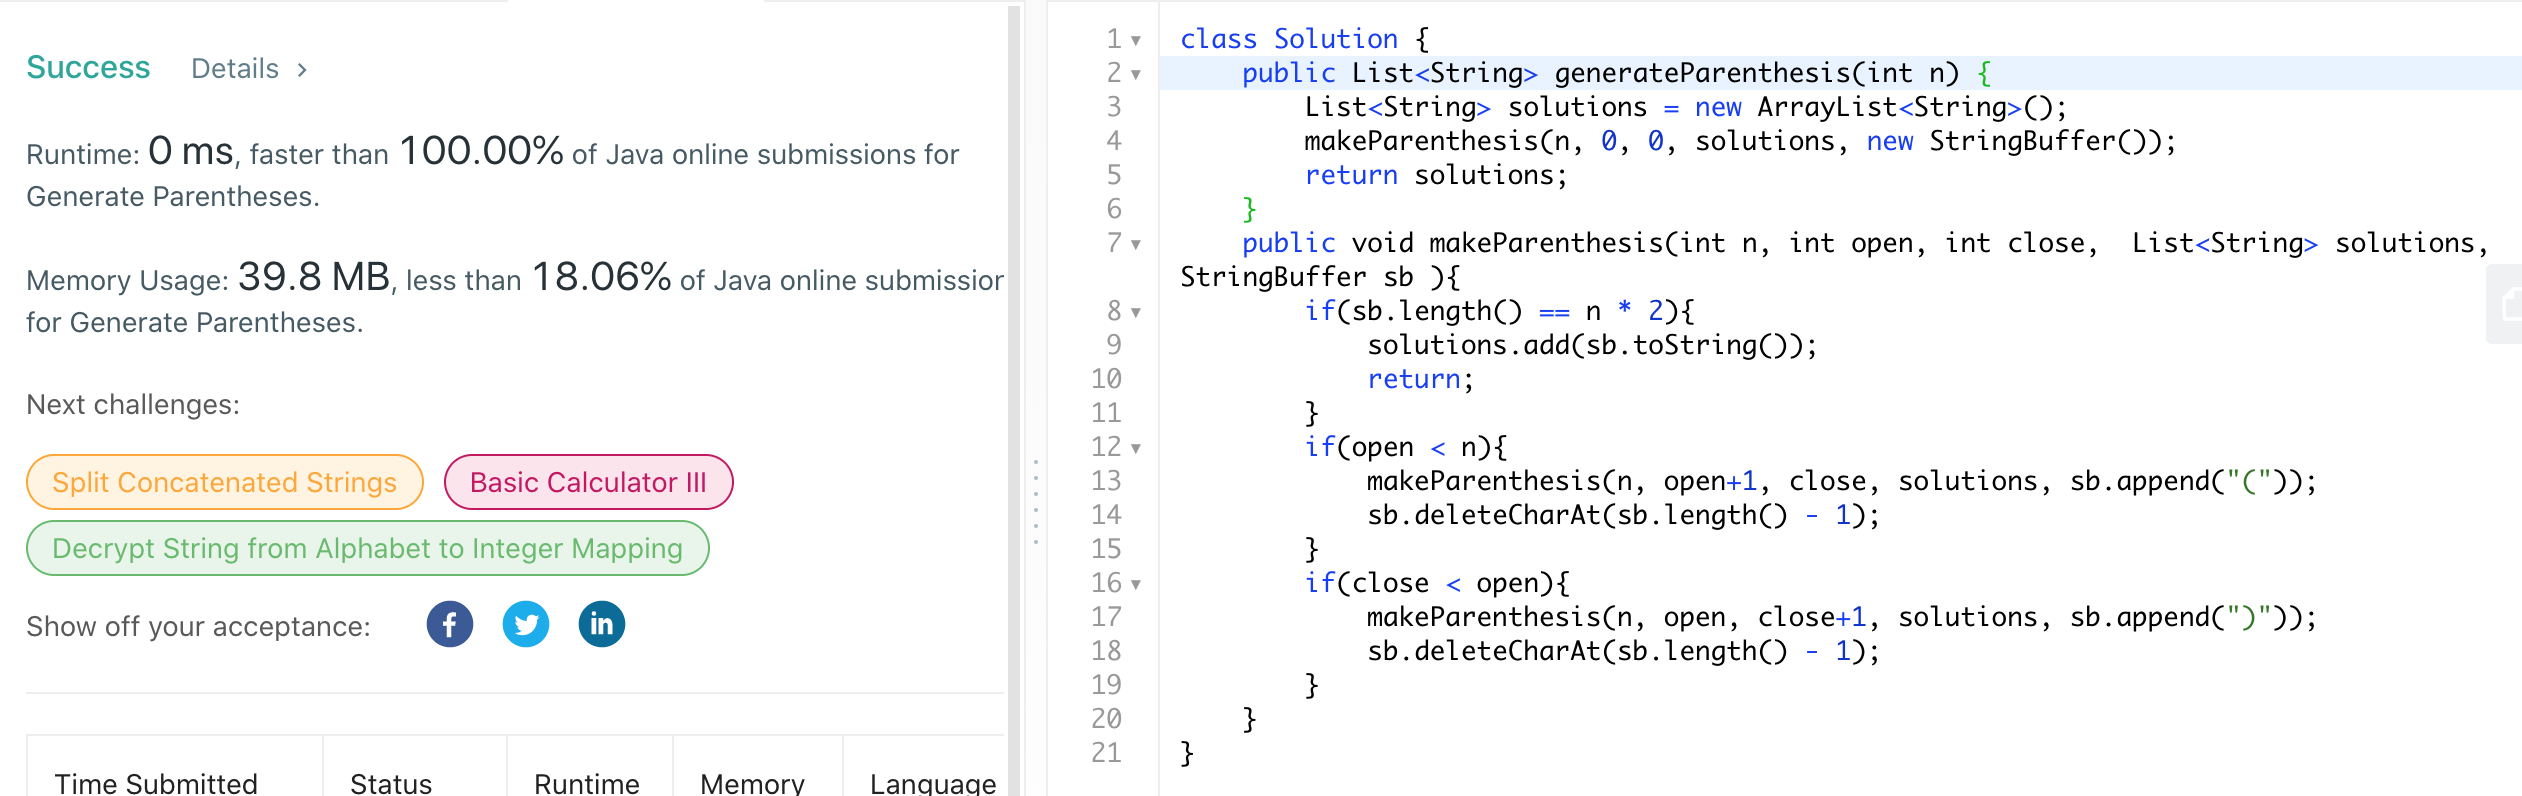 Success Details >
Runtime: 0 ms, faster than 100.00% of Java online submissions for
Generate Parentheses.
Memory Usage: 39.8 MB, less than 18.06% of Java online submission
for Generate Parentheses.
Next challenges:
Split Concatenated Strings
Basic Calculator III
Decrypt String from Alphabet to Integer Mapping
Show off your acceptance:
f
in
Time Submitted
Status
Runtime
Memory
Language
1 class Solution {
2     public List<String> generateParenthesis(int n) {
3         List<String> solutions = new ArrayList<String>();
4         makeParenthesis(n, 0, 0, solutions, new StringBuffer());
5         return solutions;
6     }
7     public void makeParenthesis(int n, int open, int close,  List<String> solutions,
StringBuffer sb ){
8         if(sb.length() == n * 2){
9             solutions.add(sb.toString());
10             return;
11         }
12         if(open < n){
13             makeParenthesis(n, open+1, close, solutions, sb.append("("));
14             sb.deleteCharAt(sb.length() - 1);
15         }
16         if(close < open){
17             makeParenthesis(n, open, close+1, solutions, sb.append(")"));
18             sb.deleteCharAt(sb.length() - 1);
19         }
20     }
21 }